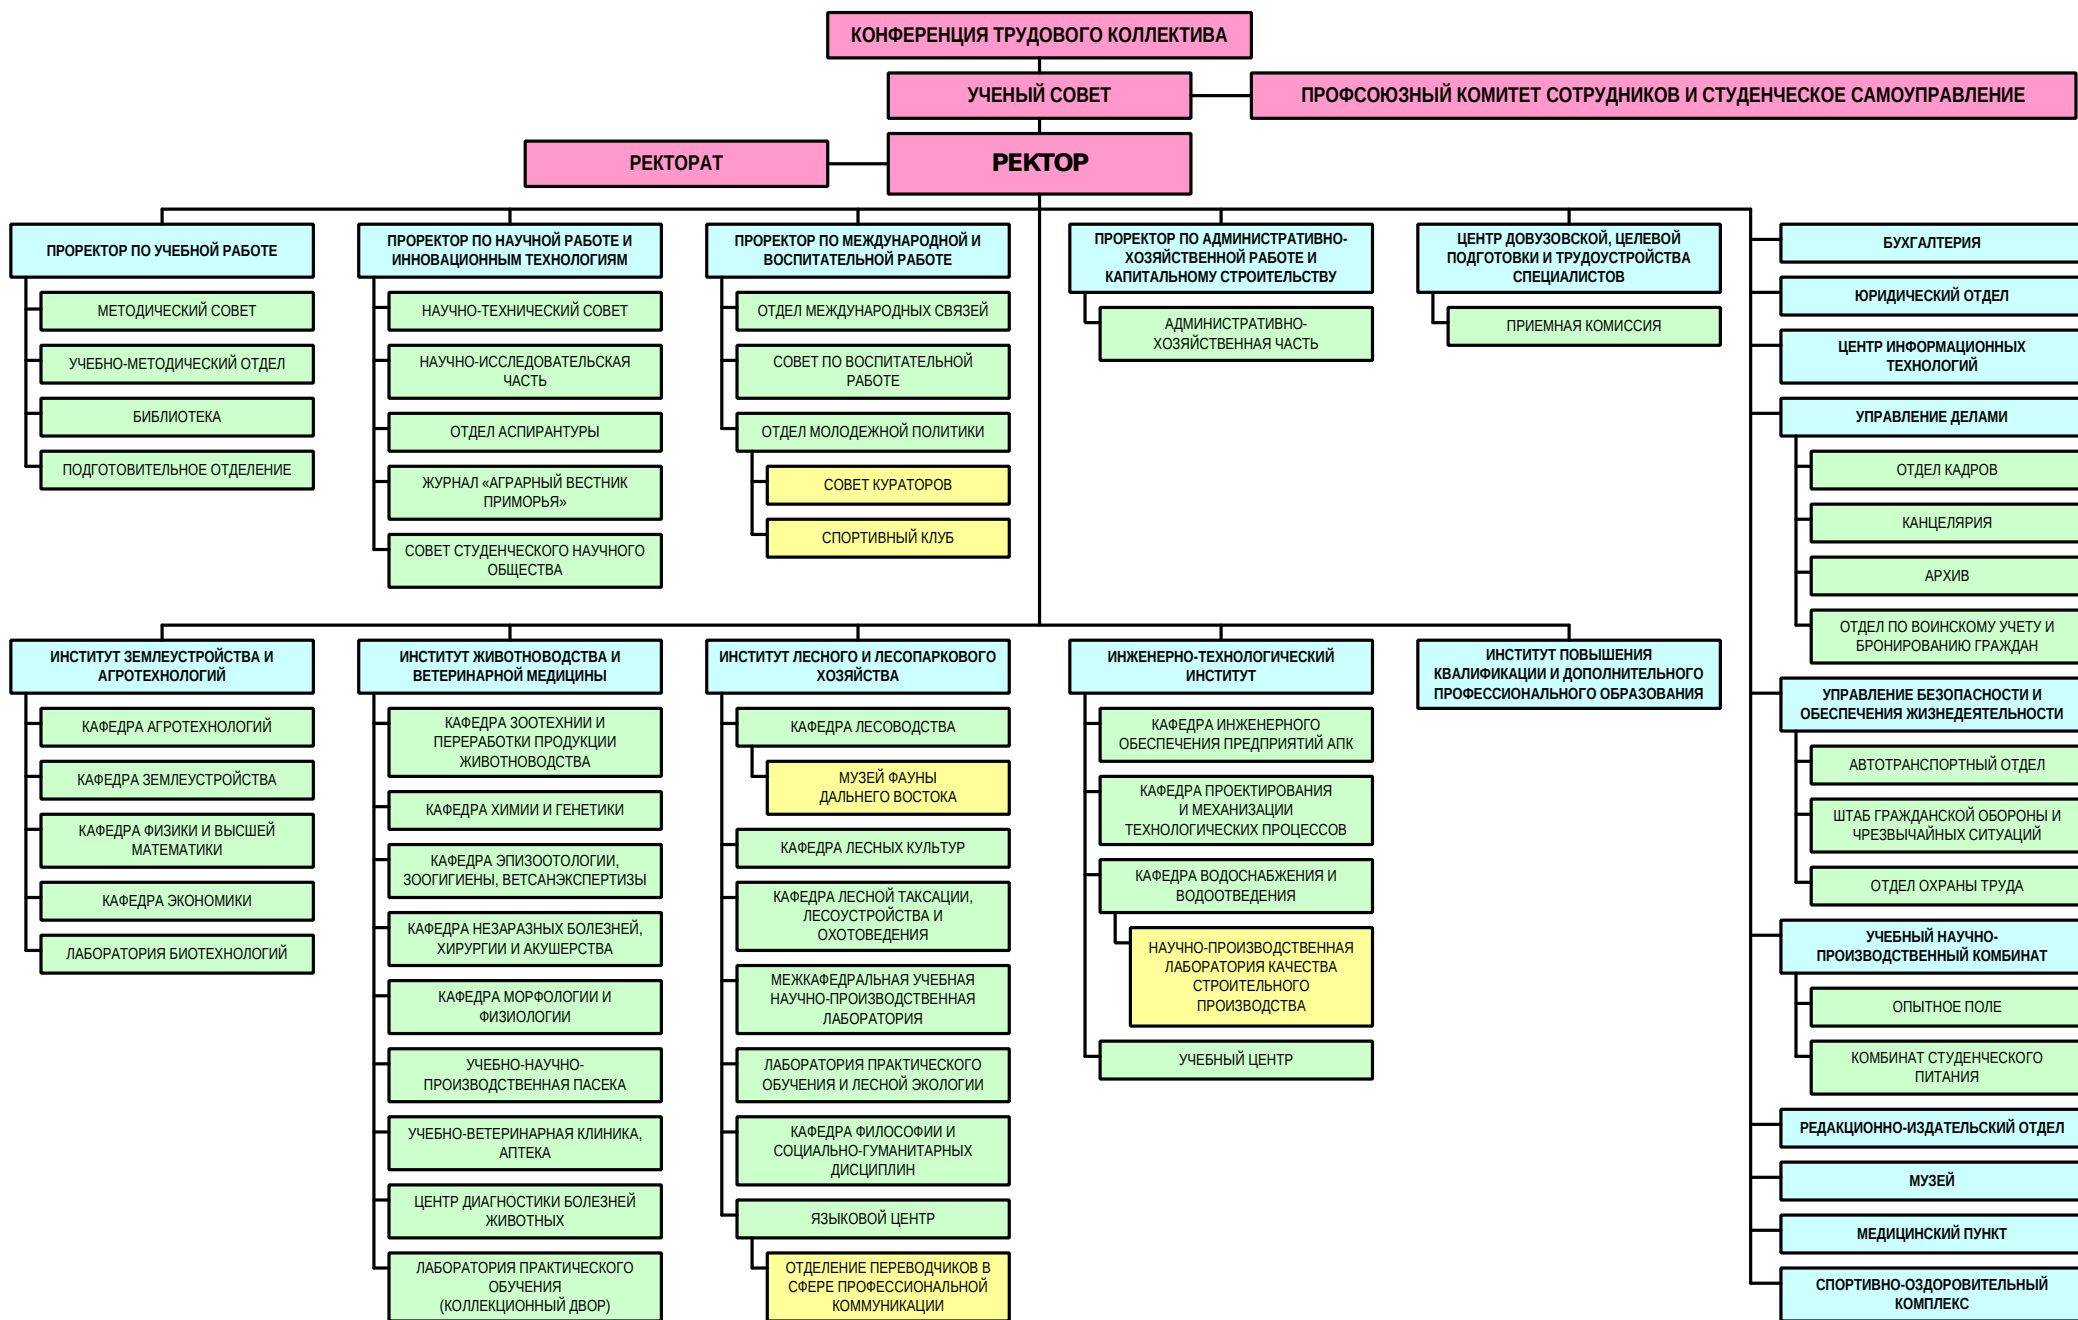 КОНФЕРЕНЦИЯ ТРУДОВОГО КОЛЛЕКТИВА
УЧЕНЫЙ СОВЕТ
ПРОФСОЮЗНЫЙ КОМИТЕТ СОТРУДНИКОВ И СТУДЕНЧЕСКОЕ САМОУПРАВЛЕНИЕ
РЕКТОРАТ
РЕКТОР
ПРОРЕКТОР ПО УЧЕБНОЙ РАБОТЕ
МЕТОДИЧЕСКИЙ СОВЕТ
УЧЕБНО-МЕТОДИЧЕСКИЙ ОТДЕЛ
БИБЛИОТЕКА
ПОДГОТОВИТЕЛЬНОЕ ОТДЕЛЕНИЕ
ПРОРЕКТОР ПО НАУЧНОЙ РАБОТЕ И
ИННОВАЦИОННЫМ ТЕХНОЛОГИЯМ
НАУЧНО-ТЕХНИЧЕСКИЙ СОВЕТ
НАУЧНО-ИССЛЕДОВАТЕЛЬСКАЯ
ЧАСТЬ
ОТДЕЛ АСПИРАНТУРЫ
ЖУРНАЛ «АГРАРНЫЙ ВЕСТНИК
ПРИМОРЬЯ»
СОВЕТ СТУДЕНЧЕСКОГО НАУЧНОГО
ОБЩЕСТВА
ПРОРЕКТОР ПО МЕЖДУНАРОДНОЙ И
ВОСПИТАТЕЛЬНОЙ РАБОТЕ
ОТДЕЛ МЕЖДУНАРОДНЫХ СВЯЗЕЙ
СОВЕТ ПО ВОСПИТАТЕЛЬНОЙ
РАБОТЕ
ОТДЕЛ МОЛОДЕЖНОЙ ПОЛИТИКИ
СОВЕТ КУРАТОРОВ
СПОРТИВНЫЙ КЛУБ
ПРОРЕКТОР ПО АДМИНИСТРАТИВНО-
ХОЗЯЙСТВЕННОЙ РАБОТЕ И
КАПИТАЛЬНОМУ СТРОИТЕЛЬСТВУ
АДМИНИСТРАТИВНО-
ХОЗЯЙСТВЕННАЯ ЧАСТЬ
ЦЕНТР ДОВУЗОВСКОЙ, ЦЕЛЕВОЙ
ПОДГОТОВКИ И ТРУДОУСТРОЙСТВА
СПЕЦИАЛИСТОВ
ПРИЕМНАЯ КОМИССИЯ
БУХГАЛТЕРИЯ
ЮРИДИЧЕСКИЙ ОТДЕЛ
ЦЕНТР ИНФОРМАЦИОННЫХ
ТЕХНОЛОГИЙ
УПРАВЛЕНИЕ ДЕЛАМИ
ОТДЕЛ КАДРОВ
КАНЦЕЛЯРИЯ
АРХИВ
ОТДЕЛ ПО ВОИНСКОМУ УЧЕТУ И
БРОНИРОВАНИЮ ГРАЖДАН
УПРАВЛЕНИЕ БЕЗОПАСНОСТИ И
ОБЕСПЕЧЕНИЯ ЖИЗНЕДЕЯТЕЛЬНОСТИ
АВТОТРАНСПОРТНЫЙ ОТДЕЛ
ШТАБ ГРАЖДАНСКОЙ ОБОРОНЫ И
ЧРЕЗВЫЧАЙНЫХ СИТУАЦИЙ
ОТДЕЛ ОХРАНЫ ТРУДА
УЧЕБНЫЙ НАУЧНО-
ПРОИЗВОДСТВЕННЫЙ КОМБИНАТ
ОПЫТНОЕ ПОЛЕ
КОМБИНАТ СТУДЕНЧЕСКОГО
ПИТАНИЯ
РЕДАКЦИОННО-ИЗДАТЕЛЬСКИЙ ОТДЕЛ
МУЗЕЙ
МЕДИЦИНСКИЙ ПУНКТ
СПОРТИВНО-ОЗДОРОВИТЕЛЬНЫЙ
КОМПЛЕКС
ИНСТИТУТ ЗЕМЛЕУСТРОЙСТВА И
АГРОТЕХНОЛОГИЙ
КАФЕДРА АГРОТЕХНОЛОГИЙ
КАФЕДРА ЗЕМЛЕУСТРОЙСТВА
КАФЕДРА ФИЗИКИ И ВЫСШЕЙ
МАТЕМАТИКИ
КАФЕДРА ЭКОНОМИКИ
ЛАБОРАТОРИЯ БИОТЕХНОЛОГИЙ
ИНСТИТУТ ЖИВОТНОВОДСТВА И
ВЕТЕРИНАРНОЙ МЕДИЦИНЫ
КАФЕДРА ЗООТЕХНИИ И
ПЕРЕРАБОТКИ ПРОДУКЦИИ
ЖИВОТНОВОДСТВА
КАФЕДРА ХИМИИ И ГЕНЕТИКИ
КАФЕДРА ЭПИЗООТОЛОГИИ,
ЗООГИГИЕНЫ, ВЕТСАНЭКСПЕРТИЗЫ
КАФЕДРА НЕЗАРАЗНЫХ БОЛЕЗНЕЙ,
ХИРУРГИИ И АКУШЕРСТВА
КАФЕДРА МОРФОЛОГИИ И
ФИЗИОЛОГИИ
УЧЕБНО-НАУЧНО-
ПРОИЗВОДСТВЕННАЯ ПАСЕКА
УЧЕБНО-ВЕТЕРИНАРНАЯ КЛИНИКА,
АПТЕКА
ЦЕНТР ДИАГНОСТИКИ БОЛЕЗНЕЙ
ЖИВОТНЫХ
ЛАБОРАТОРИЯ ПРАКТИЧЕСКОГО
ОБУЧЕНИЯ
(КОЛЛЕКЦИОННЫЙ ДВОР)
ИНСТИТУТ ЛЕСНОГО И ЛЕСОПАРКОВОГО
ХОЗЯЙСТВА
КАФЕДРА ЛЕСОВОДСТВА
МУЗЕЙ ФАУНЫ
ДАЛЬНЕГО ВОСТОКА
КАФЕДРА ЛЕСНЫХ КУЛЬТУР
КАФЕДРА ЛЕСНОЙ ТАКСАЦИИ,
ЛЕСОУСТРОЙСТВА И
ОХОТОВЕДЕНИЯ
МЕЖКАФЕДРАЛЬНАЯ УЧЕБНАЯ
НАУЧНО-ПРОИЗВОДСТВЕННАЯ
ЛАБОРАТОРИЯ
ЛАБОРАТОРИЯ ПРАКТИЧЕСКОГО
ОБУЧЕНИЯ И ЛЕСНОЙ ЭКОЛОГИИ
КАФЕДРА ФИЛОСОФИИ И
СОЦИАЛЬНО-ГУМАНИТАРНЫХ
ДИСЦИПЛИН
ЯЗЫКОВОЙ ЦЕНТР
ОТДЕЛЕНИЕ ПЕРЕВОДЧИКОВ В
СФЕРЕ ПРОФЕССИОНАЛЬНОЙ
КОММУНИКАЦИИ
ИНЖЕНЕРНО-ТЕХНОЛОГИЧЕСКИЙ
ИНСТИТУТ
КАФЕДРА ИНЖЕНЕРНОГО
ОБЕСПЕЧЕНИЯ ПРЕДПРИЯТИЙ АПК
КАФЕДРА ПРОЕКТИРОВАНИЯ
И МЕХАНИЗАЦИИ
ТЕХНОЛОГИЧЕСКИХ ПРОЦЕССОВ
КАФЕДРА ВОДОСНАБЖЕНИЯ И
ВОДООТВЕДЕНИЯ
НАУЧНО-ПРОИЗВОДСТВЕННАЯ
ЛАБОРАТОРИЯ КАЧЕСТВА
СТРОИТЕЛЬНОГО
ПРОИЗВОДСТВА
УЧЕБНЫЙ ЦЕНТР
ИНСТИТУТ ПОВЫШЕНИЯ
КВАЛИФИКАЦИИ И ДОПОЛНИТЕЛЬНОГО
ПРОФЕССИОНАЛЬНОГО ОБРАЗОВАНИЯ